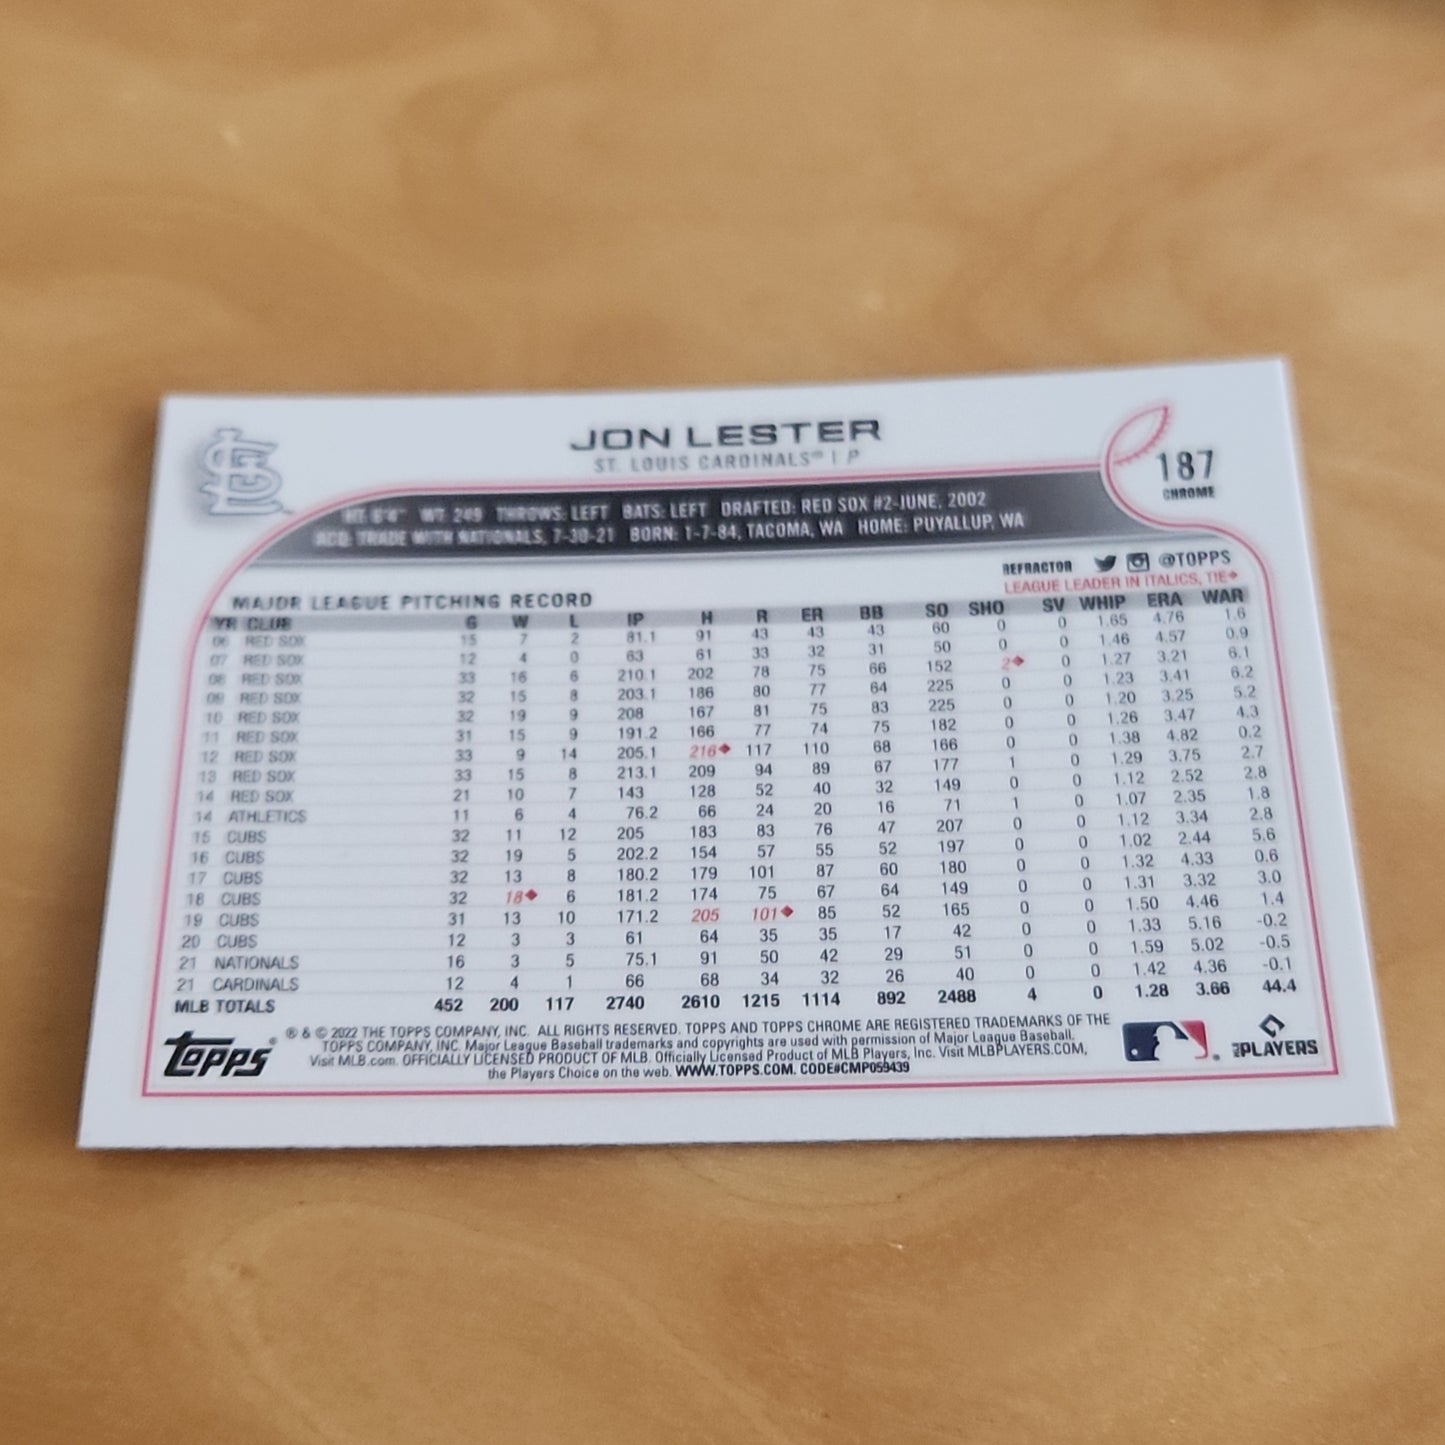 JON LESTER
ST. LOUIS CARDINALS® | P
187
CHROME
HT: 6'4" WT: 249 THROWS: LEFT BATS: LEFT DRAFTED: RED SOX #2-JUNE, 2002
ACQ: TRADE WITH NATIONALS, 7-30-21 BORN: 1-7-84, TACOMA, WA HOME: PUYALLUP, WA
REFRACTOR @TOPPS
LEAGUE LEADER IN ITALICS, TIE◆
MAJOR LEAGUE PITCHING RECORD
YR CLUB G W L IP H R ER BB SO SHO SV WHIP ERA WAR
06 RED SOX 15 7 2 81.1 91 43 43 43 60 0 0 1.65 4.76 1.6
07 RED SOX 12 4 0 63 61 33 32 31 50 0 0 1.46 4.57 0.9
08 RED SOX 33 16 6 210.1 202 78 75 66 152 2◆ 0 1.27 3.21 6.1
09 RED SOX 32 15 8 203.1 186 80 77 64 225 0 0 1.23 3.41 6.2
10 RED SOX 32 19 9 208 167 81 75 83 225 0 0 1.20 3.25 5.2
11 RED SOX 31 15 9 191.2 166 77 74 75 182 0 0 1.26 3.47 4.3
12 RED SOX 33 9 14 205.1 216◆ 117 110 68 166 0 0 1.38 4.82 0.2
13 RED SOX 33 15 8 213.1 209 94 89 67 177 1 0 1.29 3.75 2.7
14 RED SOX 21 10 7 143 128 52 40 32 149 0 0 1.12 2.52 2.8
14 ATHLETICS 11 6 4 76.2 66 24 20 16 71 1 0 1.07 2.35 1.8
15 CUBS 32 11 12 205 183 83 76 47 207 0 0 1.12 3.34 2.8
16 CUBS 32 19 5 202.2 154 57 55 52 197 0 0 1.02 2.44 5.6
17 CUBS 32 13 8 180.2 179 101 87 60 180 0 0 1.32 4.33 0.6
18 CUBS 32 18◆ 6 181.2 174 75 67 64 149 0 0 1.31 3.32 3.0
19 CUBS 31 13 10 171.2 205 101◆ 85 52 165 0 0 1.50 4.46 1.4
20 CUBS 12 3 3 61 64 35 35 17 42 0 0 1.33 5.16 -0.2
21 NATIONALS 16 3 5 75.1 91 50 42 29 51 0 0 1.59 5.02 -0.5
21 CARDINALS 12 4 1 66 68 34 32 26 40 0 0 1.42 4.36 -0.1
MLB TOTALS 452 200 117 2740 2610 1215 1114 892 2488 4 0 1.28 3.66 44.4
topps®
® & © 2022 THE TOPPS COMPANY, INC. ALL RIGHTS RESERVED. TOPPS AND TOPPS CHROME ARE REGISTERED TRADEMARKS OF THE
TOPPS COMPANY, INC. Major League Baseball trademarks and copyrights are used with permission of Major League Baseball.
Visit MLB.com. OFFICIALLY LICENSED PRODUCT OF MLB. Officially Licensed Product of MLB Players, Inc. Visit MLBPLAYERS.COM,
the Players Choice on the web. WWW.TOPPS.COM. CODE#CMP059439
MLB PLAYERS